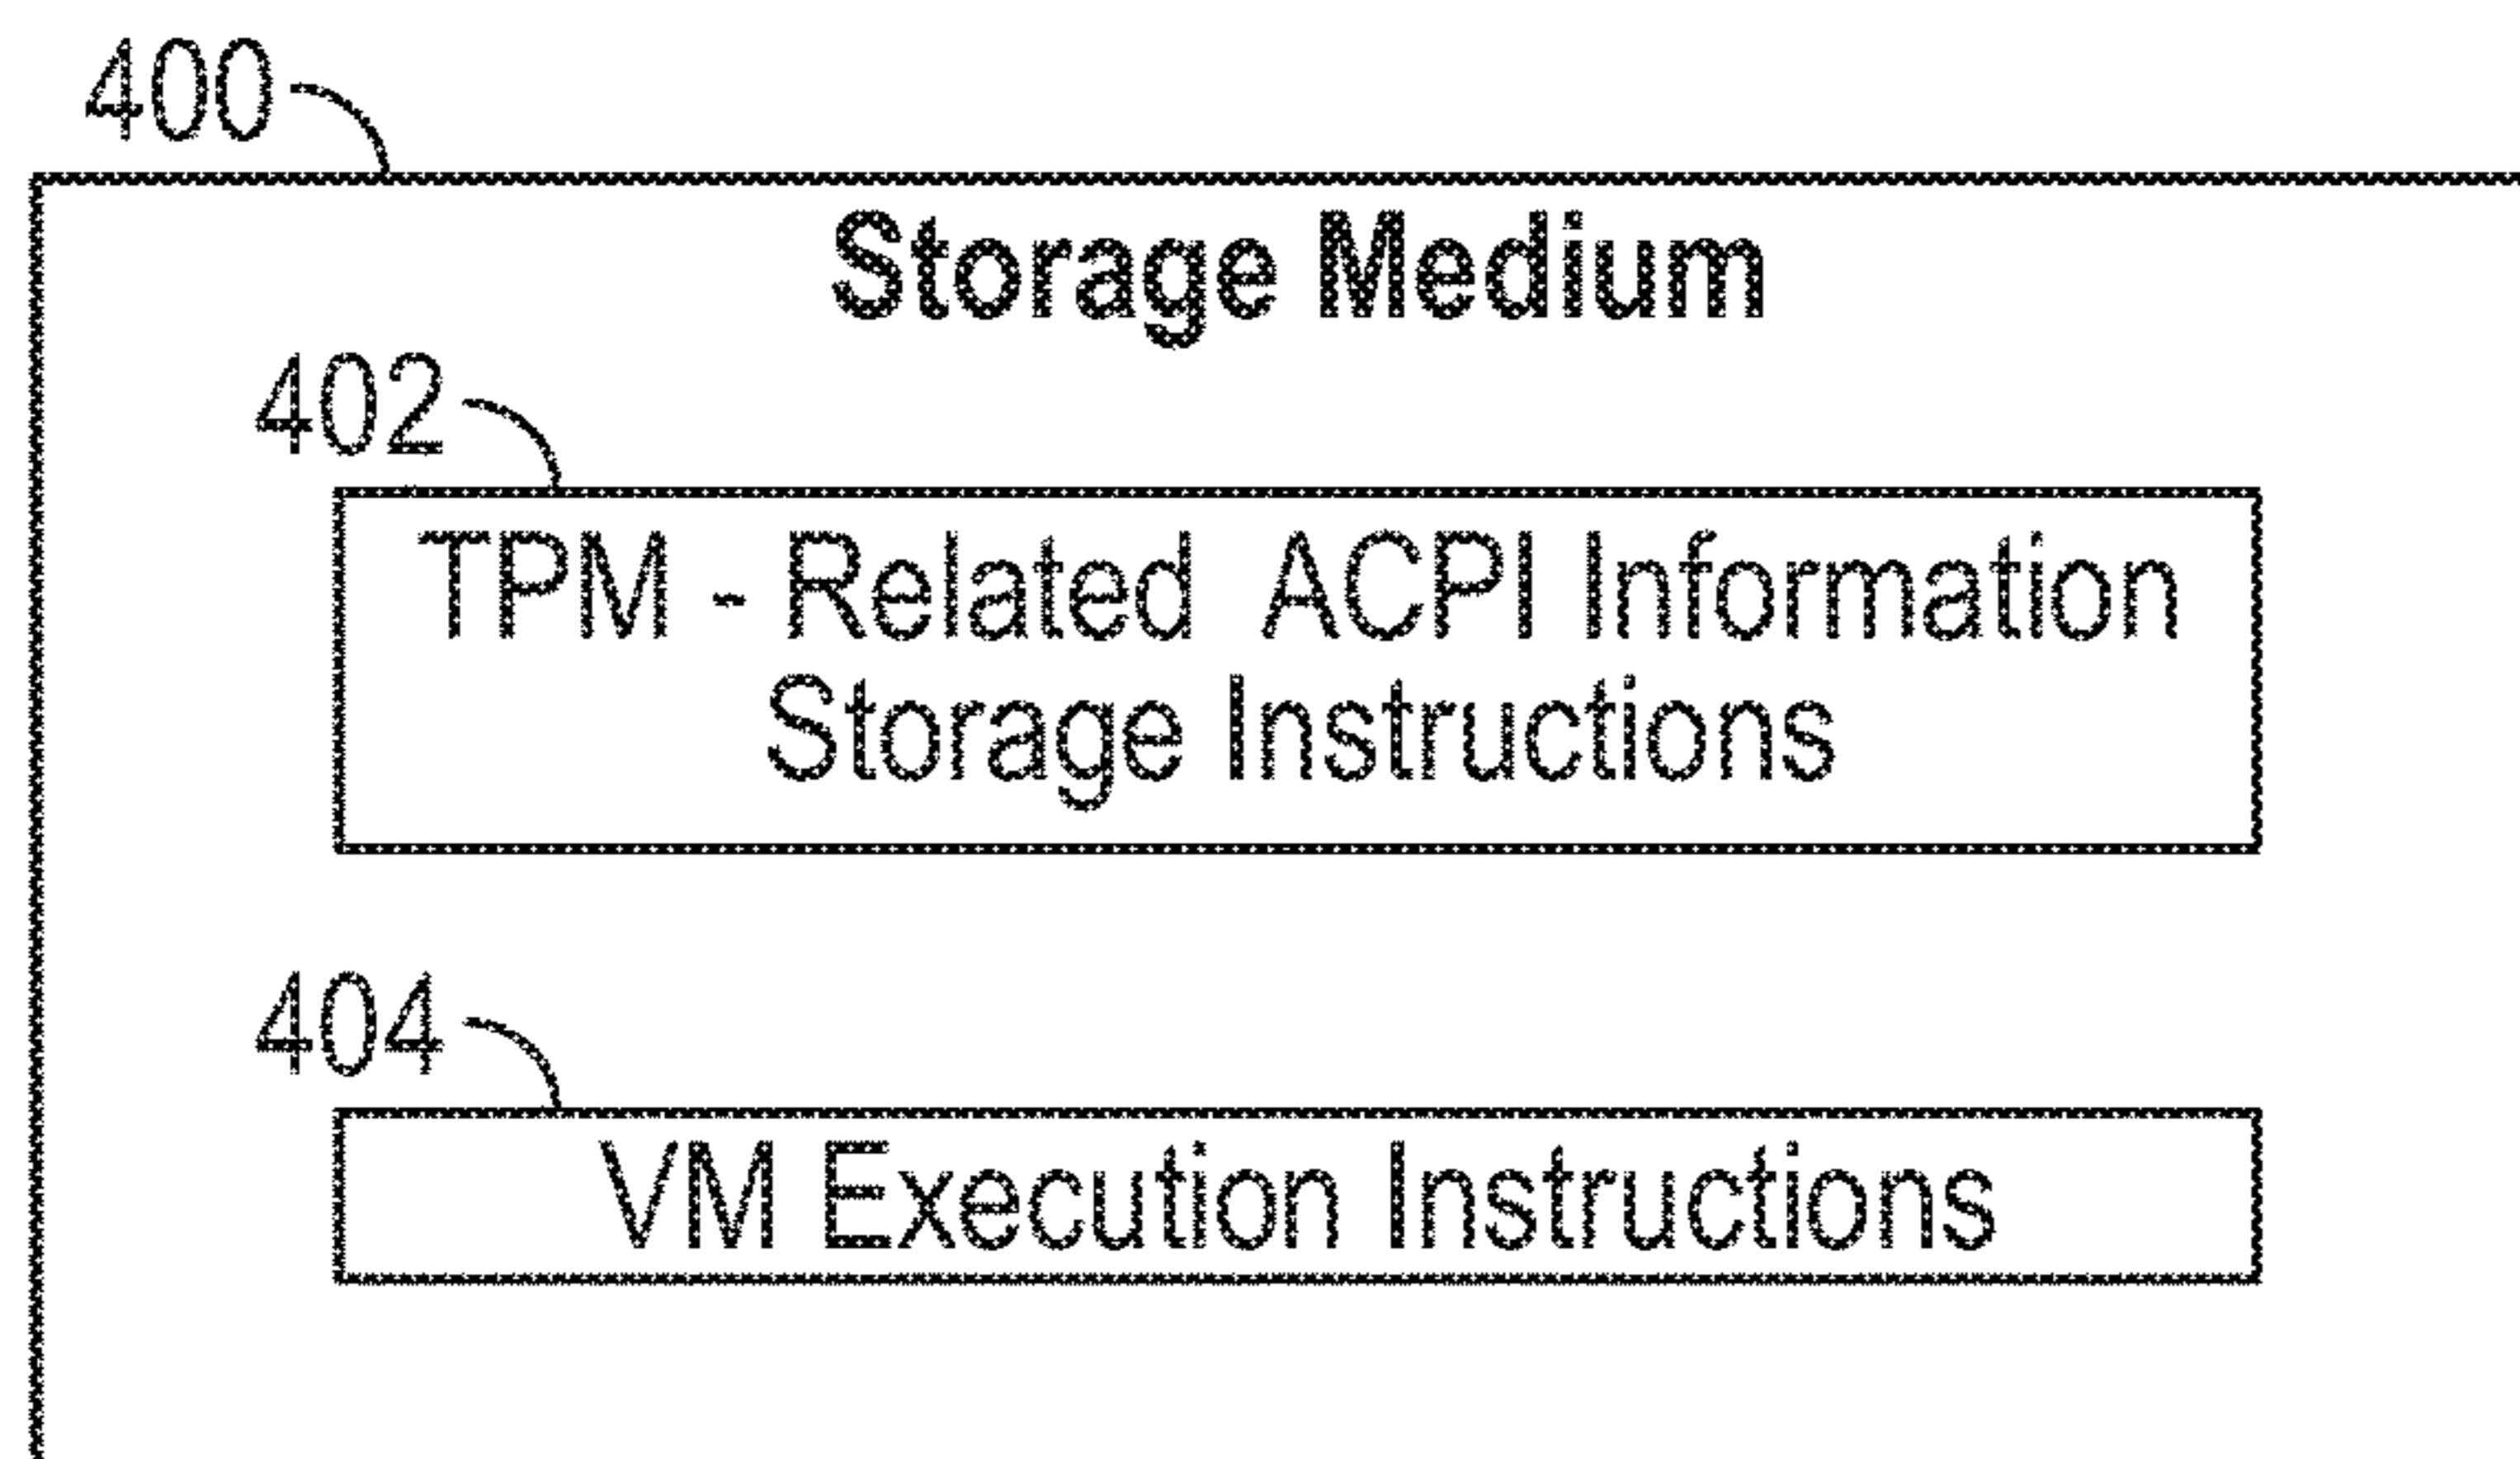 400
Storage Medium
402
TPM - Related ACPI Information
Storage Instructions
404
VM Execution Instructions